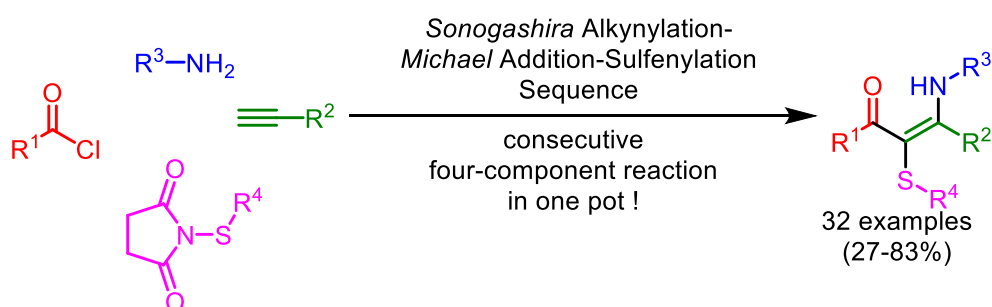 Sonogashira Alkynylation-
Michael Addition-Sulfenylation
Sequence
consecutive
four-component reaction
in one pot !
R³—NH₂
O
R¹
Cl
R²
O
R⁴
N
S
O
R³
HN
O
R¹
R²
S
R⁴
32 examples
(27-83%)